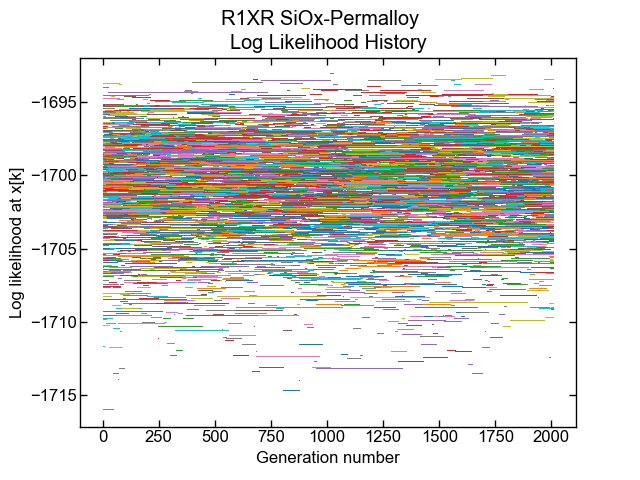 R1XR SiOx-Permalloy
Log Likelihood History
Log likelihood at x[k]
−1695
−1700
−1705
−1710
−1715
0 250 500 750 1000 1250 1500 1750 2000
Generation number